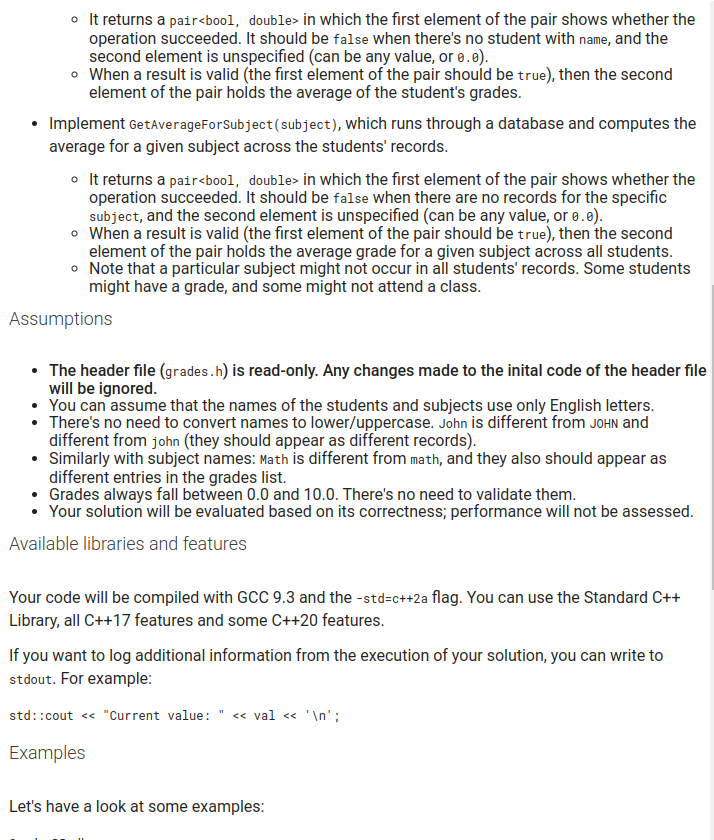 It returns a pair<bool, double> in which the first element of the pair shows whether the
operation succeeded. It should be false when there's no student with name, and the
second element is unspecified (can be any value, or 0.0).
When a result is valid (the first element of the pair should be true), then the second
element of the pair holds the average of the student's grades.
Implement GetAverageForSubject(subject), which runs through a database and computes the
average for a given subject across the students' records.
It returns a pair<bool, double> in which the first element of the pair shows whether the
operation succeeded. It should be false when there are no records for the specific
subject, and the second element is unspecified (can be any value, or 0.0).
When a result is valid (the first element of the pair should be true), then the second
element of the pair holds the average grade for a given subject across all students.
Note that a particular subject might not occur in all students' records. Some students
might have a grade, and some might not attend a class.
Assumptions
The header file (grades.h) is read-only. Any changes made to the inital code of the header file
will be ignored.
You can assume that the names of the students and subjects use only English letters.
There's no need to convert names to lower/uppercase. John is different from JOHN and
different from john (they should appear as different records).
Similarly with subject names: Math is different from math, and they also should appear as
different entries in the grades list.
Grades always fall between 0.0 and 10.0. There's no need to validate them.
Your solution will be evaluated based on its correctness; performance will not be assessed.
Available libraries and features
Your code will be compiled with GCC 9.3 and the -std=c++2a flag. You can use the Standard C++
Library, all C++17 features and some C++20 features.
If you want to log additional information from the execution of your solution, you can write to
stdout. For example:
std::cout << "Current value: " << val << '\n';
Examples
Let's have a look at some examples: